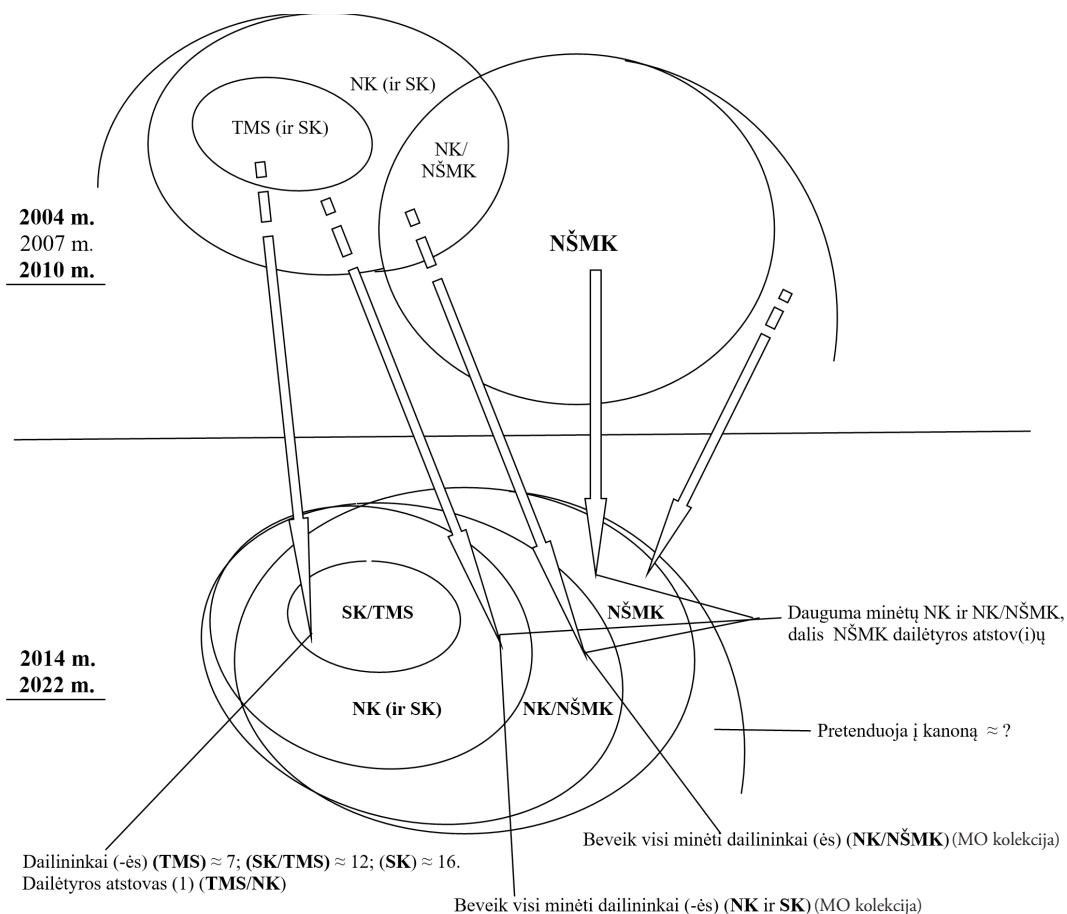 NK (ir SK)
TMS (ir SK)
NK/
NŠMK
2004 m.
2007 m.
2010 m.
NŠMK
SK/TMS
NŠMK
Dauguma minėtų NK ir NK/NŠMK,
dalis NŠMK dailėtyros atstov(i)ų
2014 m.
2022 m.
NK (ir SK)
NK/NŠMK
Pretenduoja į kanoną ≈ ?
Beveik visi minėti dailininkai (ės) (NK/NŠMK) (MO kolekcija)
Dailininkai (-ės) (TMS) ≈ 7; (SK/TMS) ≈ 12; (SK) ≈ 16.
Dailėtyros atstovas (1) (TMS/NK)
Beveik visi minėti dailininkai (-ės) (NK ir SK) (MO kolekcija)